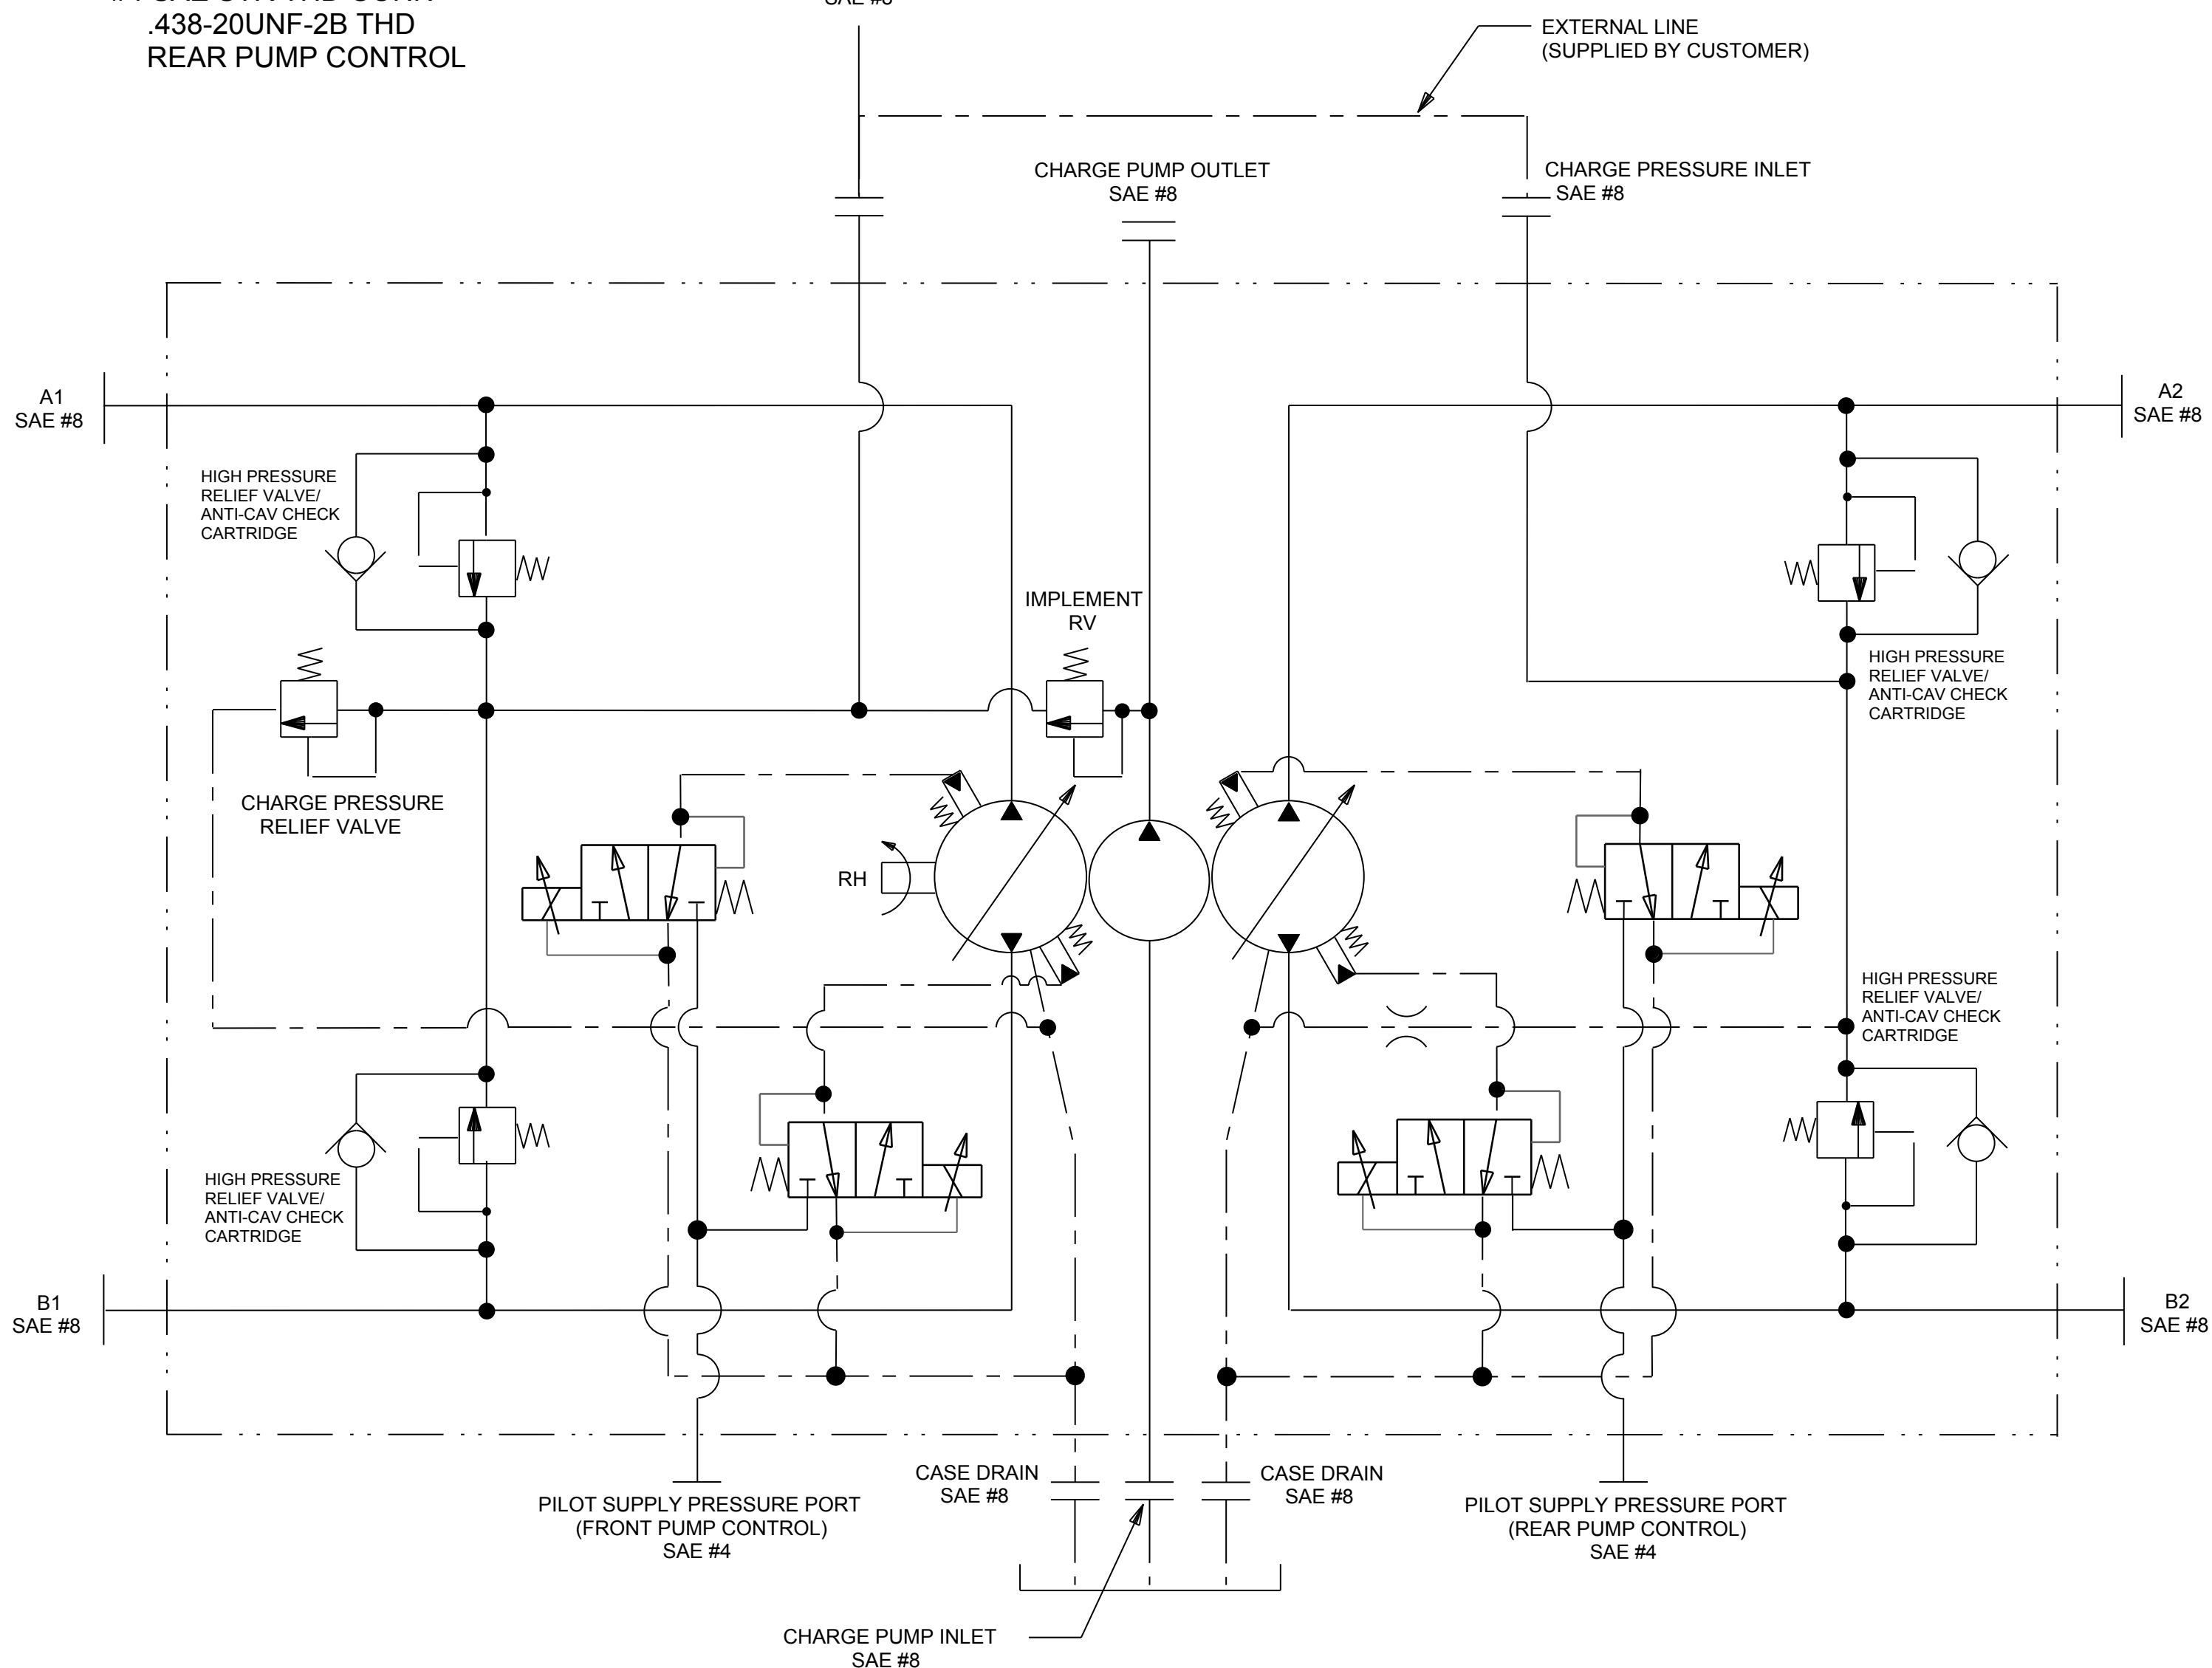 .438-20UNF-2B THD
REAR PUMP CONTROL
SAE #8
EXTERNAL LINE
(SUPPLIED BY CUSTOMER)
CHARGE PUMP OUTLET
SAE #8
CHARGE PRESSURE INLET
SAE #8
A1
SAE #8
A2
SAE #8
HIGH PRESSURE
RELIEF VALVE/
ANTI-CAV CHECK
CARTRIDGE
IMPLEMENT
RV
HIGH PRESSURE
RELIEF VALVE/
ANTI-CAV CHECK
CARTRIDGE
CHARGE PRESSURE
RELIEF VALVE
RH
HIGH PRESSURE
RELIEF VALVE/
ANTI-CAV CHECK
CARTRIDGE
HIGH PRESSURE
RELIEF VALVE/
ANTI-CAV CHECK
CARTRIDGE
B1
SAE #8
B2
SAE #8
CASE DRAIN
SAE #8
CASE DRAIN
SAE #8
PILOT SUPPLY PRESSURE PORT
(FRONT PUMP CONTROL)
SAE #4
PILOT SUPPLY PRESSURE PORT
(REAR PUMP CONTROL)
SAE #4
CHARGE PUMP INLET
SAE #8